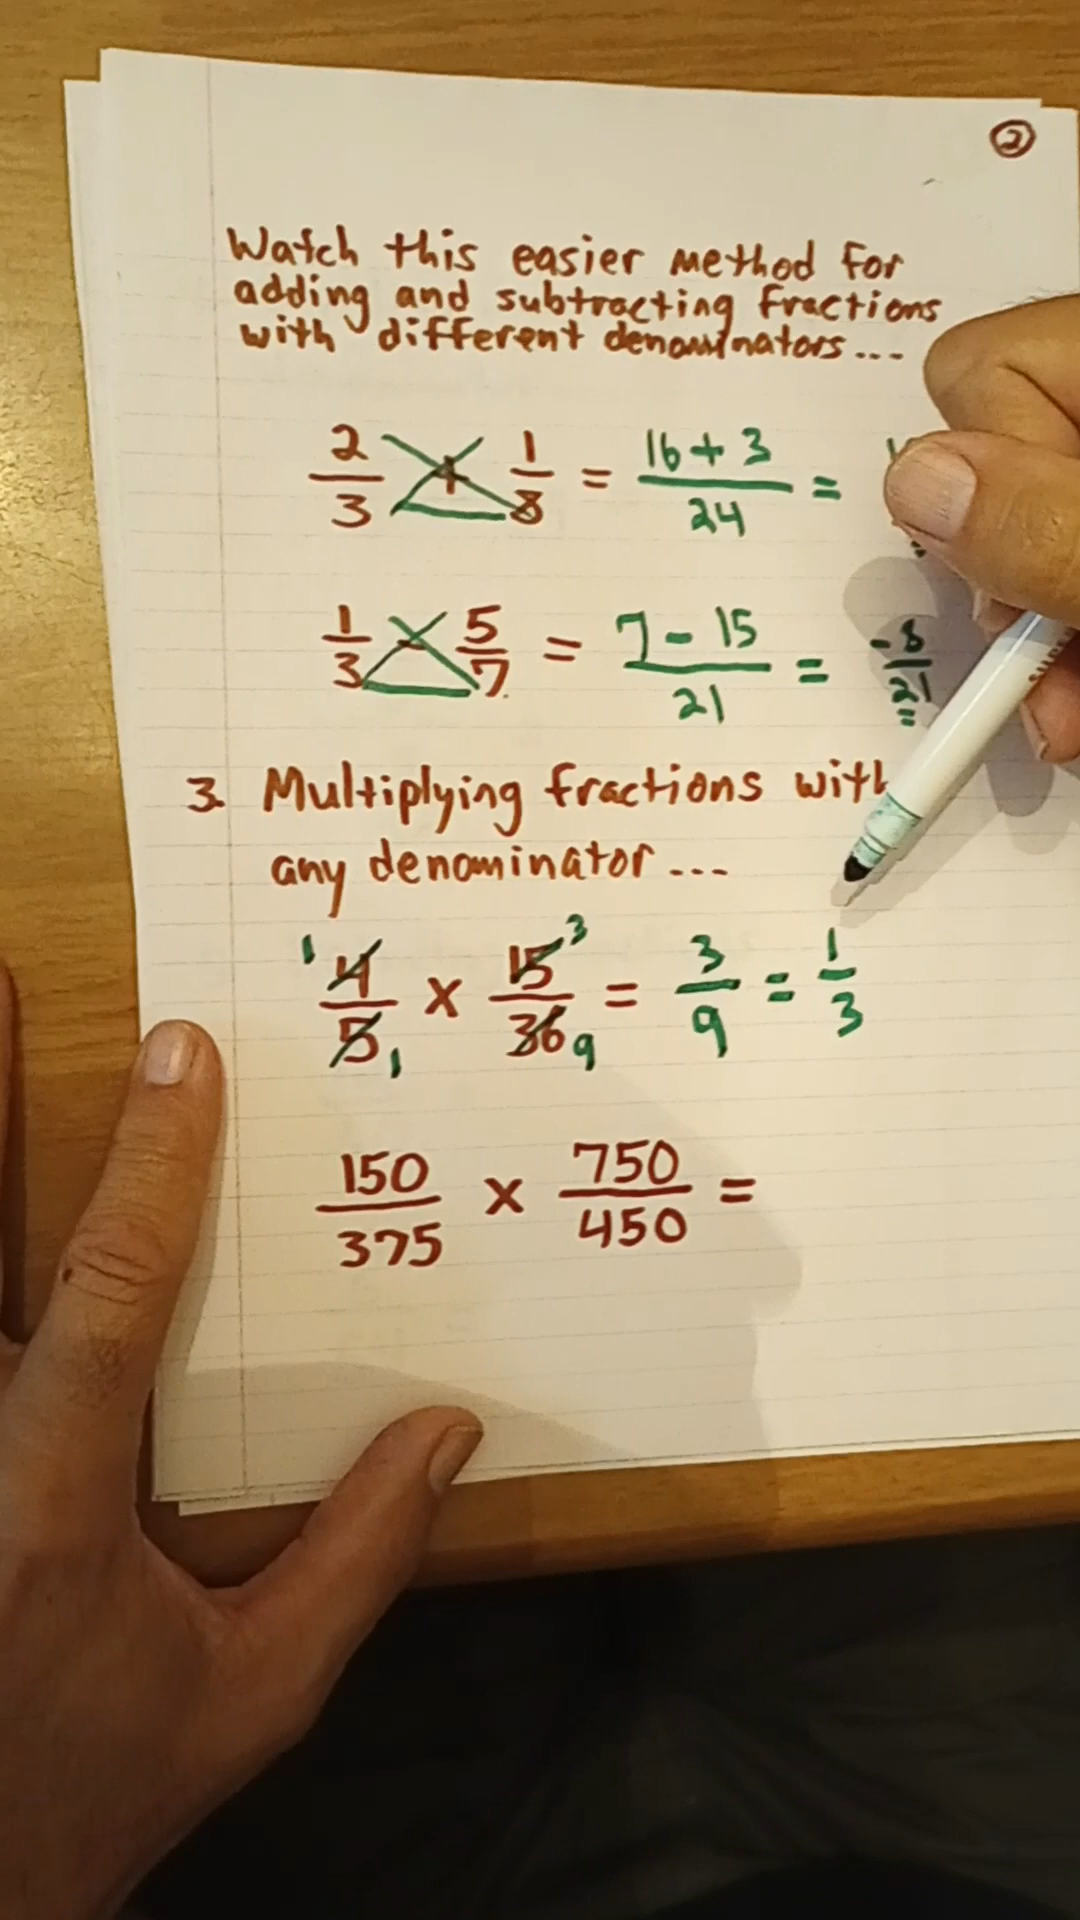 2
Watch this easier method for
adding and subtracting fractions
with different denominators...
2/3 + 1/8 = 16 + 3/24 =
1/3 - 5/7 = 7 - 15/21 = -8/21
3. Multiplying fractions with
any denominator...
1 4/5 1 x 15 3/36 9 = 3/9 = 1/3
150/375 x 750/450 =